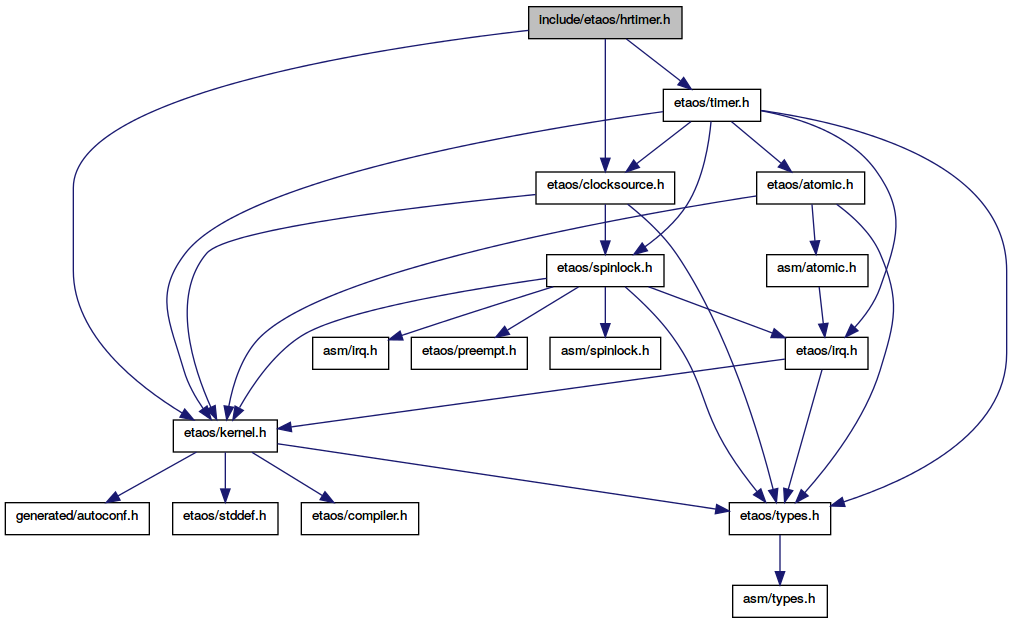 include/etaos/hrtimer.h
etaos/timer.h
etaos/clocksource.h
etaos/atomic.h
etaos/spinlock.h
asm/atomic.h
asm/irq.h
etaos/preempt.h
asm/spinlock.h
etaos/irq.h
etaos/kernel.h
generated/autoconf.h
etaos/stddef.h
etaos/compiler.h
etaos/types.h
asm/types.h